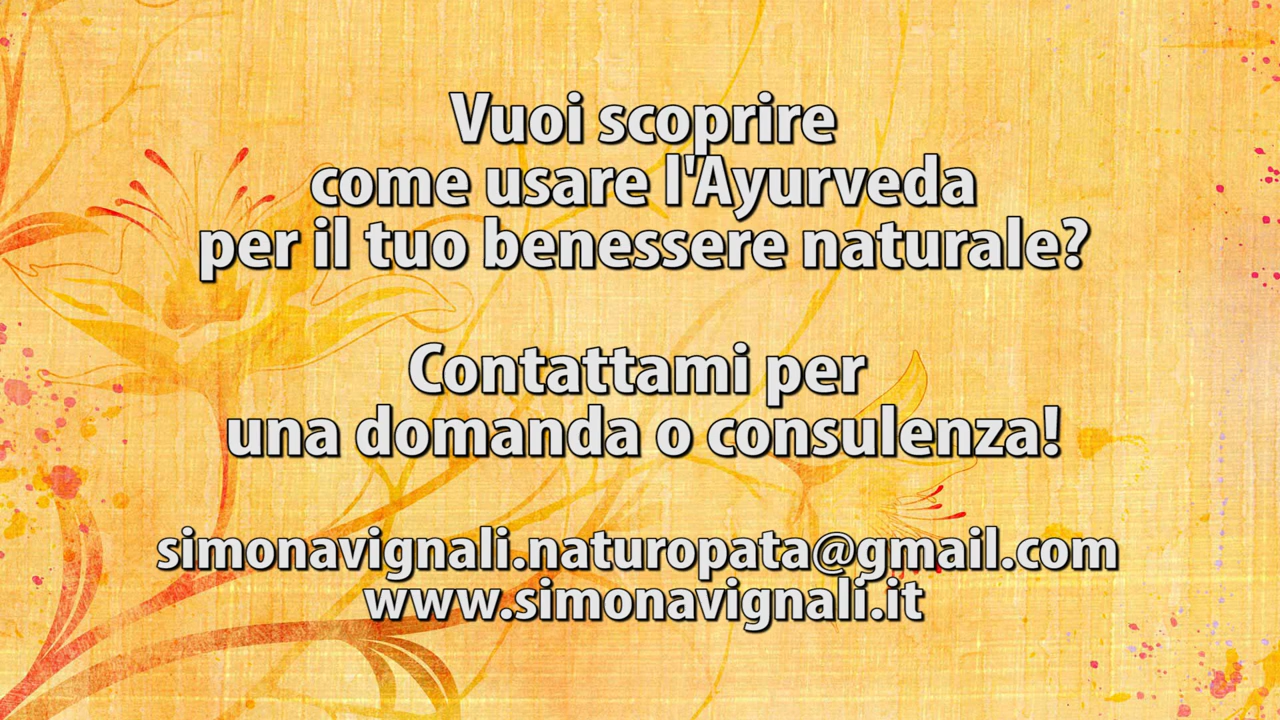 Vuoi scoprire
come usare l'Ayurveda
per il tuo benessere naturale?
Contattami per
una domanda o consulenza!
simonavignali.naturopata@gmail.com
www.simonavignali.it